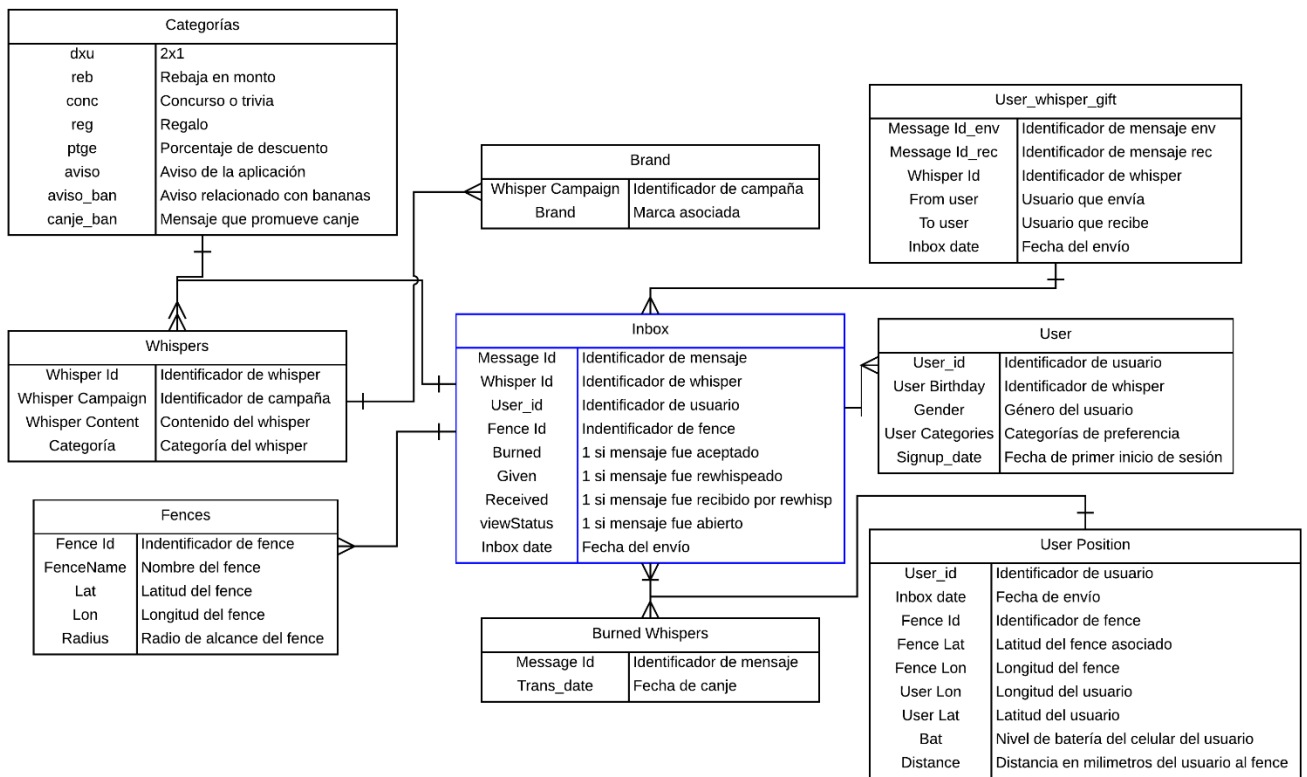 Categorías
dxu 2x1
reb Rebaja en monto
conc Concurso o trivia
reg Regalo
ptge Porcentaje de descuento
aviso Aviso de la aplicación
aviso_ban Aviso relacionado con bananas
canje_ban Mensaje que promueve canje
Brand
Whisper Campaign Identificador de campaña
Brand Marca asociada
User_whisper_gift
Message Id_env Identificador de mensaje env
Message Id_rec Identificador de mensaje rec
Whisper Id Identificador de whisper
From user Usuario que envía
To user Usuario que recibe
Inbox date Fecha del envío
Whispers
Whisper Id Identificador de whisper
Whisper Campaign Identificador de campaña
Whisper Content Contenido del whisper
Categoría Categoría del whisper
Inbox
Message Id Identificador de mensaje
Whisper Id Identificador de whisper
User_id Identificador de usuario
Fence Id Indentificador de fence
Burned 1 si mensaje fue aceptado
Given 1 si mensaje fue rewhispeado
Received 1 si mensaje fue recibido por rewhisp
viewStatus 1 si mensaje fue abierto
Inbox date Fecha del envío
User
User_id Identificador de usuario
User Birthday Identificador de whisper
Gender Género del usuario
User Categories Categorías de preferencia
Signup_date Fecha de primer inicio de sesión
Fences
Fence Id Indentificador de fence
FenceName Nombre del fence
Lat Latitud del fence
Lon Longitud del fence
Radius Radio de alcance del fence
Burned Whispers
Message Id Identificador de mensaje
Trans_date Fecha de canje
User Position
User_id Identificador de usuario
Inbox date Fecha de envío
Fence Id Identificador de fence
Fence Lat Latitud del fence asociado
Fence Lon Longitud del fence
User Lon Longitud del usuario
User Lat Latitud del usuario
Bat Nivel de batería del celular del usuario
Distance Distancia en milimetros del usuario al fence